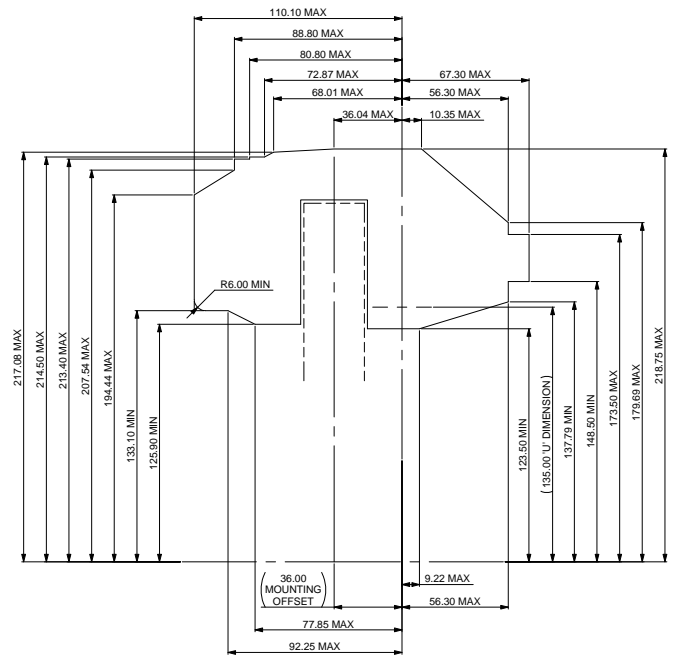 110.10 MAX
88.80 MAX
80.80 MAX
72.87 MAX
67.30 MAX
68.01 MAX
56.30 MAX
36.04 MAX
10.35 MAX
R6.00 MIN
217.08 MAX
214.50 MAX
213.40 MAX
207.54 MAX
194.44 MAX
133.10 MIN
125.90 MIN
123.50 MIN
( 135.00 'U' DIMENSION)
137.79 MIN
148.50 MIN
173.50 MAX
179.69 MAX
218.75 MAX
( 36.00
MOUNTING
OFFSET )
9.22 MAX
56.30 MAX
77.85 MAX
92.25 MAX